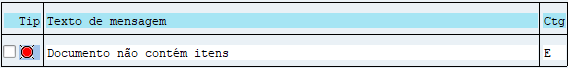 Tip Texto de mensagem Ctg
Documento não contém itens E